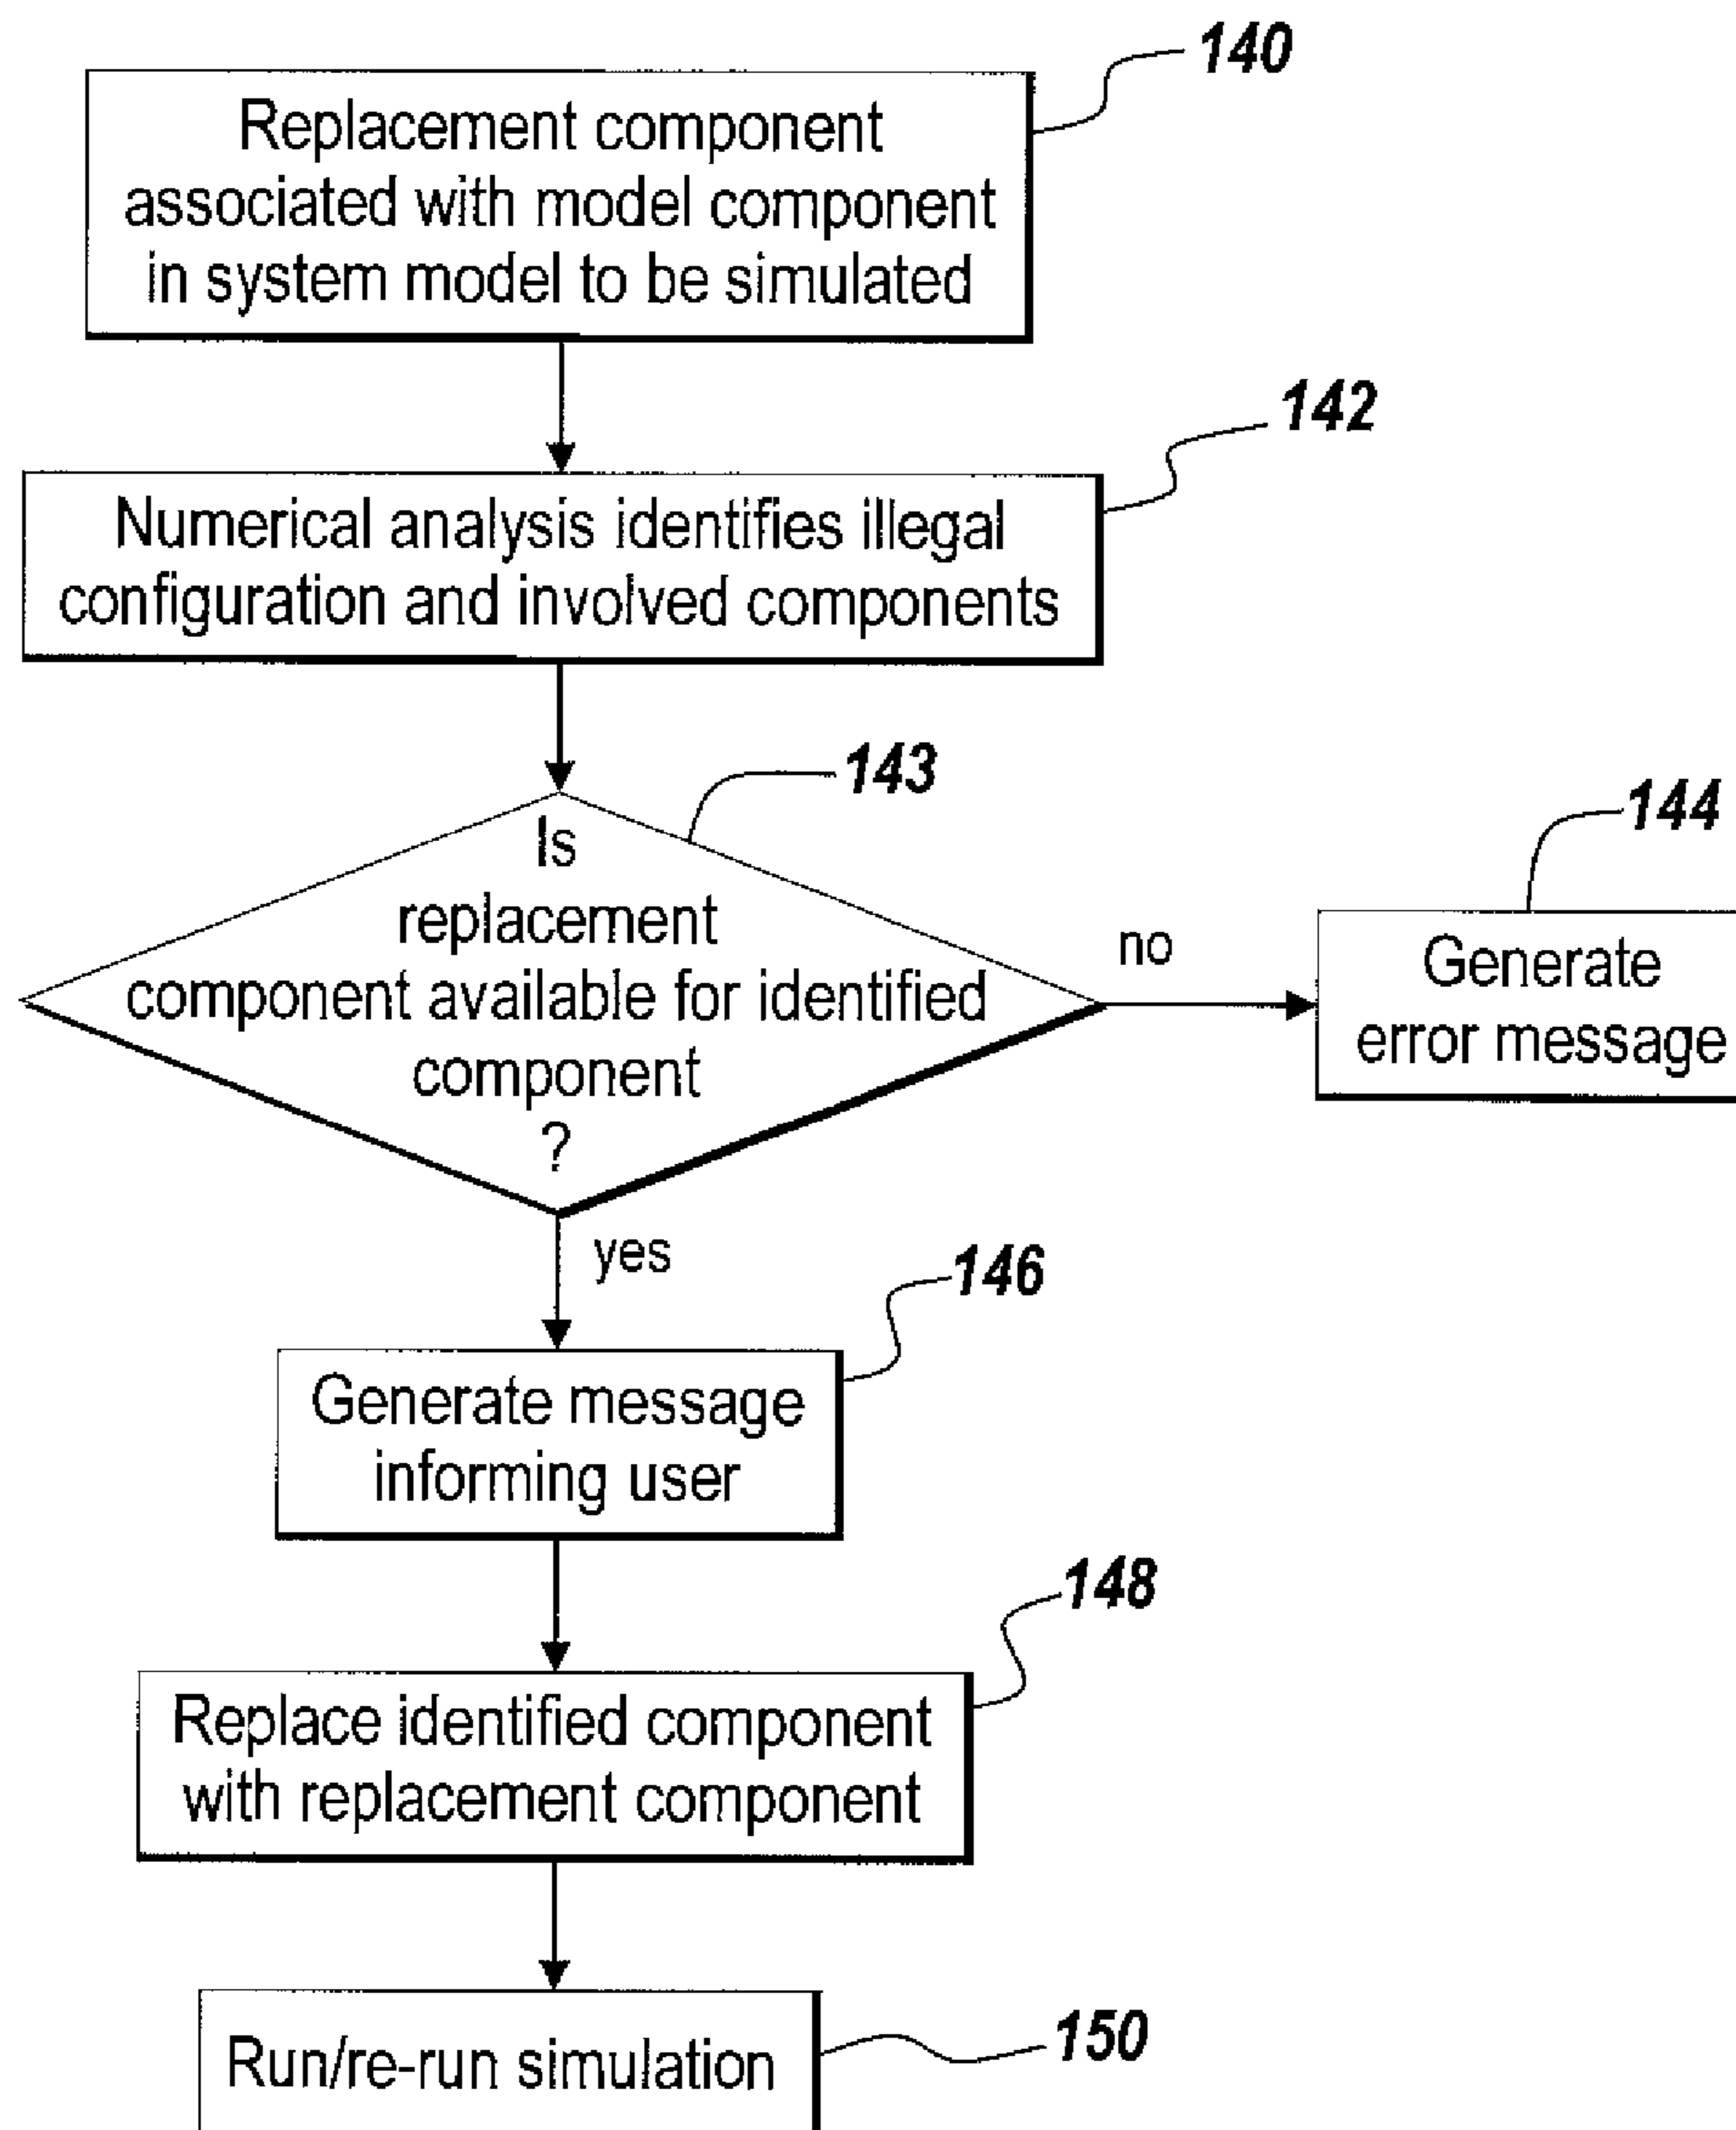 140
Replacement component
associated with model component
in system model to be simulated
142
Numerical analysis identifies illegal
configuration and involved components
143
Is
replacement
component available for identified
component
?
no
144
Generate
error message
yes
146
Generate message
informing user
148
Replace identified component
with replacement component
150
Run/re-run simulation